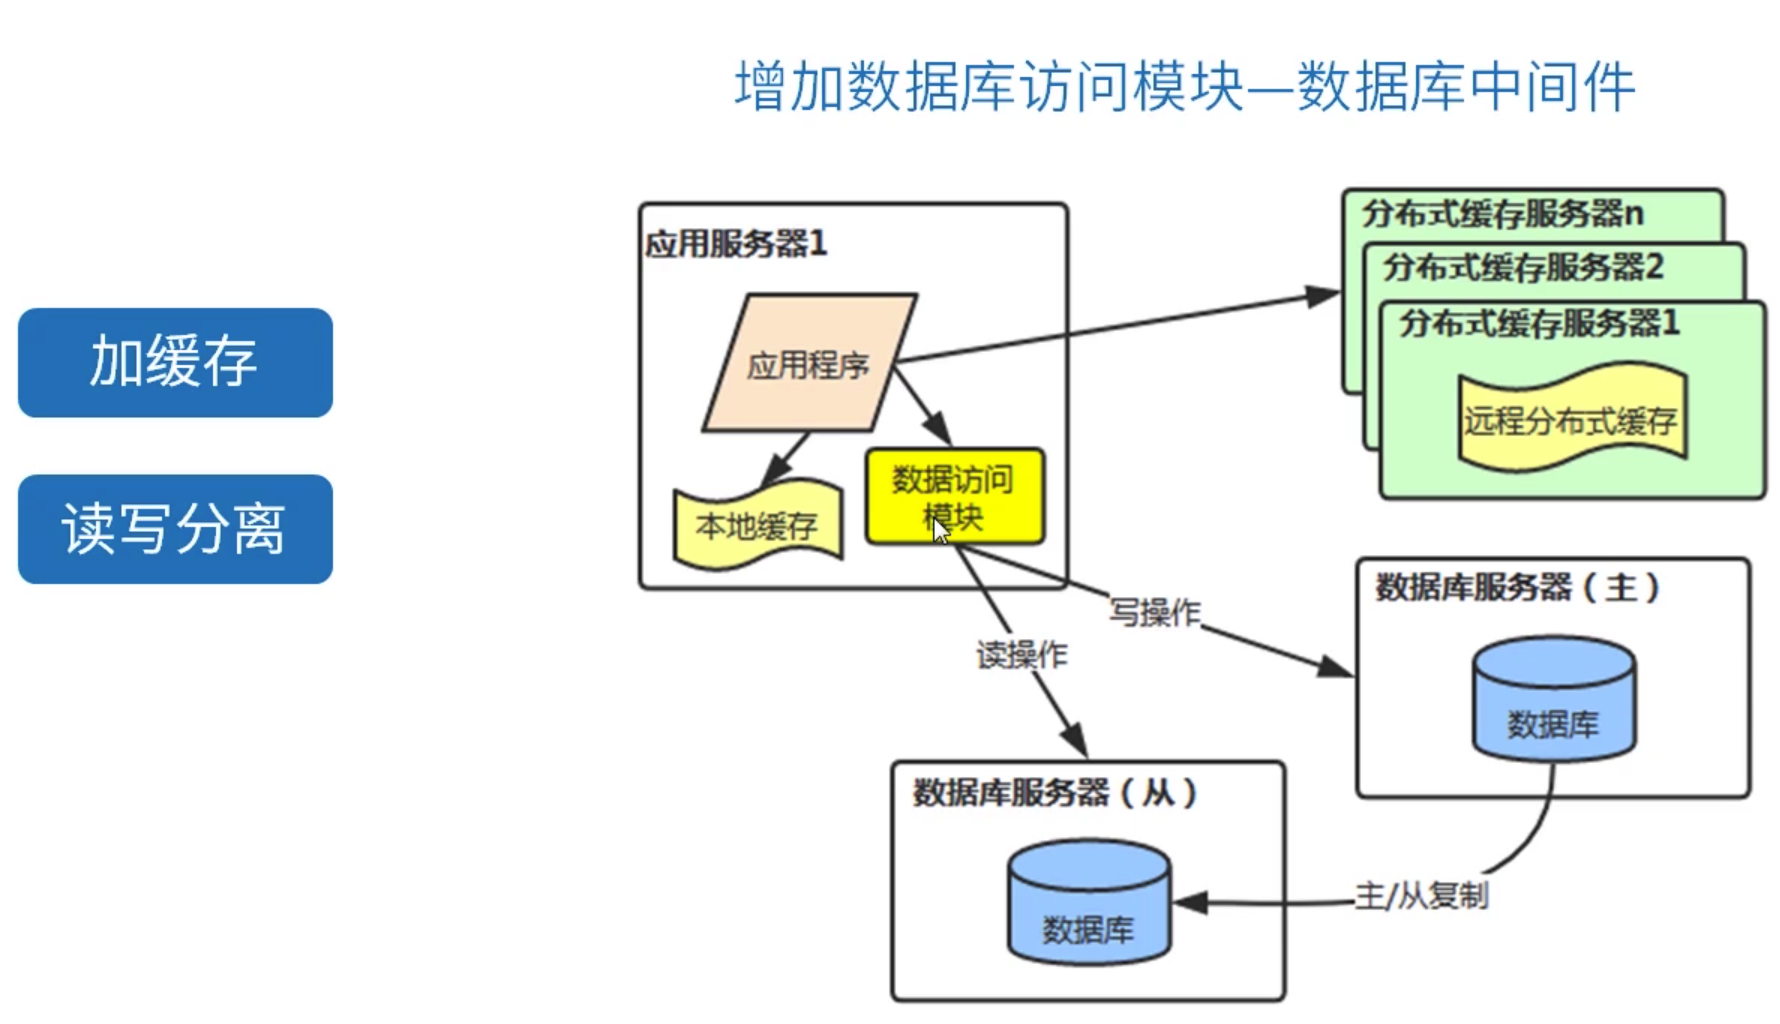 增加数据库访问模块—数据库中间件
加缓存
读写分离
应用服务器1
应用程序
本地缓存
数据访问
模块
分布式缓存服务器n
分布式缓存服务器2
分布式缓存服务器1
远程分布式缓存
写操作
读操作
数据库服务器（主）
数据库
数据库服务器（从）
数据库
主/从复制